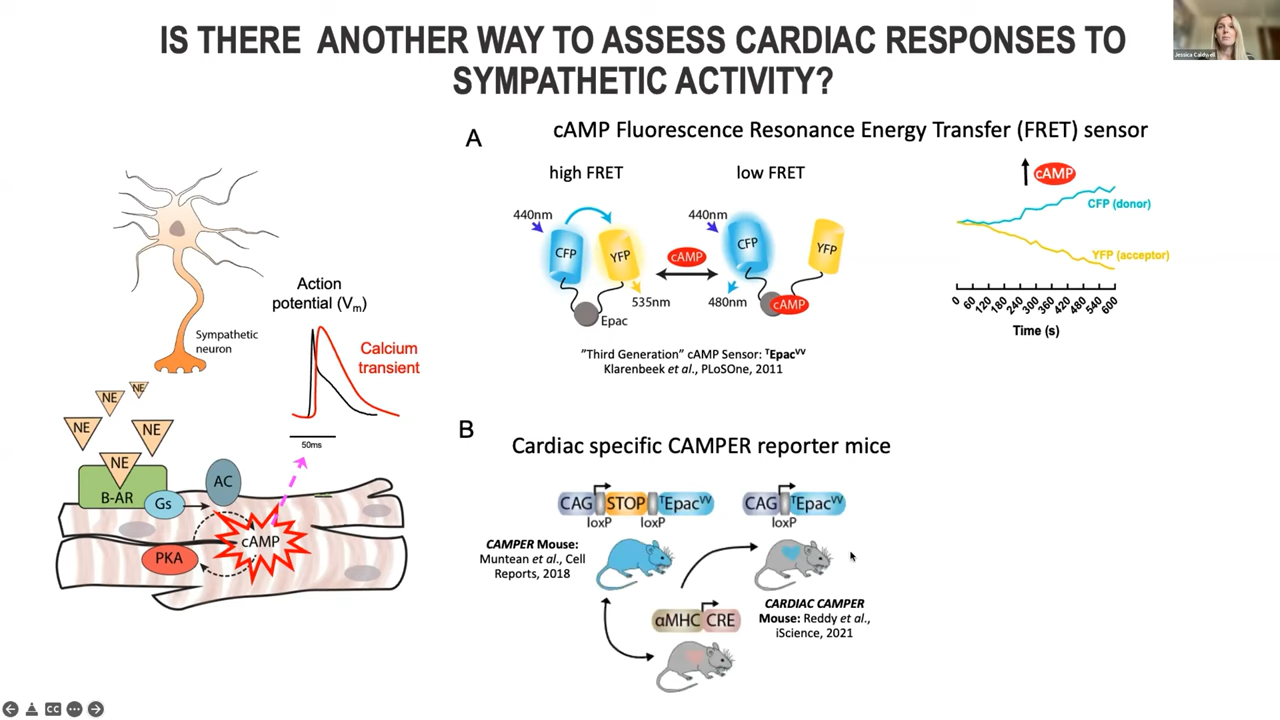 IS THERE ANOTHER WAY TO ASSESS CARDIAC RESPONSES TO
SYMPATHETIC ACTIVITY?
Jessica Caldwell
Sympathetic
neuron
Action
potential (Vm)
Calcium
transient
50ms
NE
NE
NE
NE
NE
B-AR
Gs
AC
cAMP
PKA
A
cAMP Fluorescence Resonance Energy Transfer (FRET) sensor
high FRET
low FRET
440nm
CFP
YFP
535nm
Epac
cAMP
440nm
CFP
YFP
480nm
cAMP
"Third Generation" cAMP Sensor: TEpacVV
Klarenbeek et al., PLoSOne, 2011
cAMP
CFP (donor)
YFP (acceptor)
0 60 120 180 240 300 360 420 480 540 600
Time (s)
B
Cardiac specific CAMPER reporter mice
CAG STOP TEpacVV
loxP loxP
CAG TEpacVV
loxP
CAMPER Mouse:
Muntean et al., Cell
Reports, 2018
αMHC CRE
CARDIAC CAMPER
Mouse: Reddy et al.,
iScience, 2021
CC